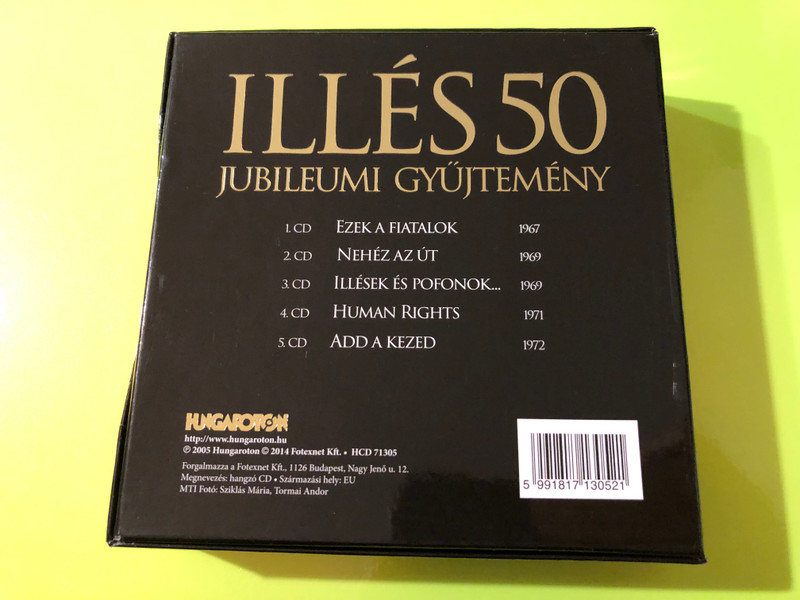 ILLÉS 50
JUBILEUMI GYŰJTEMÉNY
1. CD EZEK A FIATALOK 1967
2. CD NEHÉZ AZ ÚT 1969
3. CD ILLÉSEK ÉS POFONOK... 1969
4. CD HUMAN RIGHTS 1971
5. CD ADD A KEZED 1972
HUNGAROTON
http://www.hungaroton.hu
℗ 2005 Hungaroton © 2014 Fotexnet Kft. • HCD 71305
Forgalmazza a Fotexnet Kft., 1126 Budapest, Nagy Jenő u. 12.
Megnevezés: hangzó CD • Származási hely: EU
MTI Fotó: Sziklás Mária, Tormai Andor
5 991817 130521